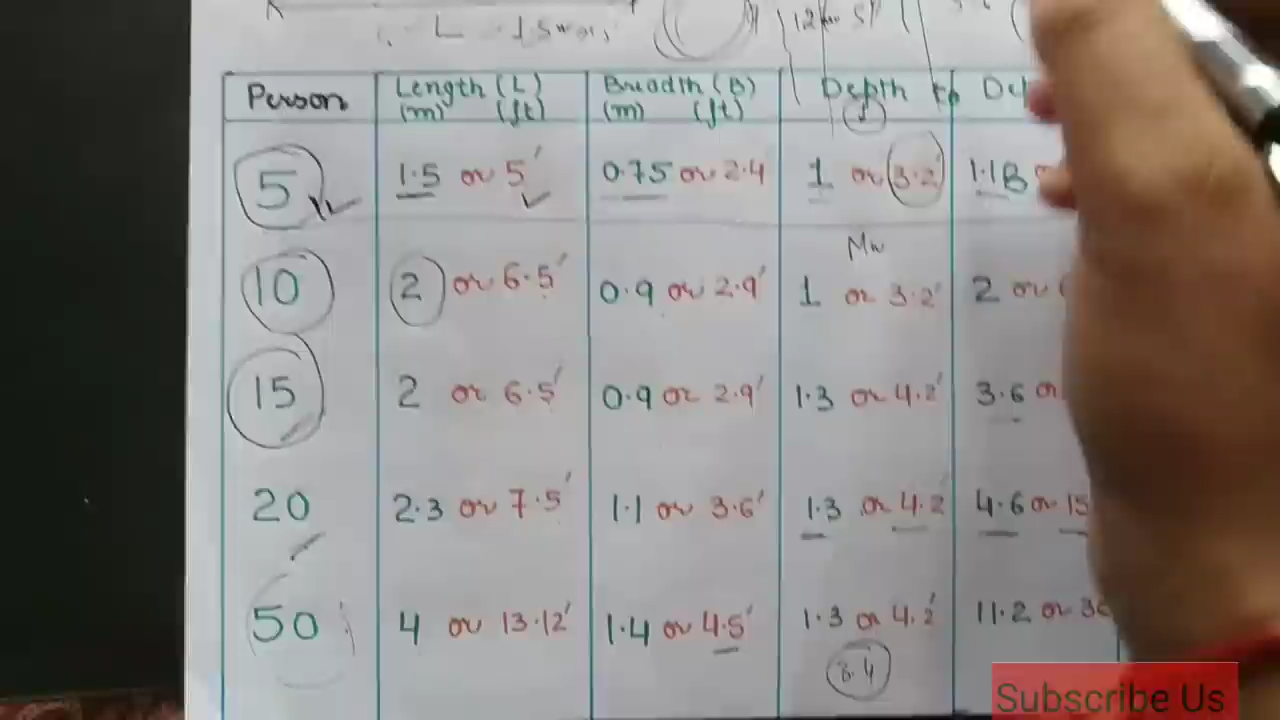 L 1.5
Person Length (L) Breadth (B) Depth
(m) (ft) (m) (ft)
5 1.5 or 5' 0.75 or 2.4 1 or 3.2' 1.1B
10 2 or 6.5' 0.9 or 2.9' 1 or 3.2' 2 or
15 2 or 6.5' 0.9 or 2.9' 1.3 or 4.2' 3.6 or
20 2.3 or 7.5' 1.1 or 3.6' 1.3 or 4.2' 4.6 or 15
50 4 or 13.12' 1.4 or 4.5' 1.3 or 4.2' 11.2 or
Subscribe Us